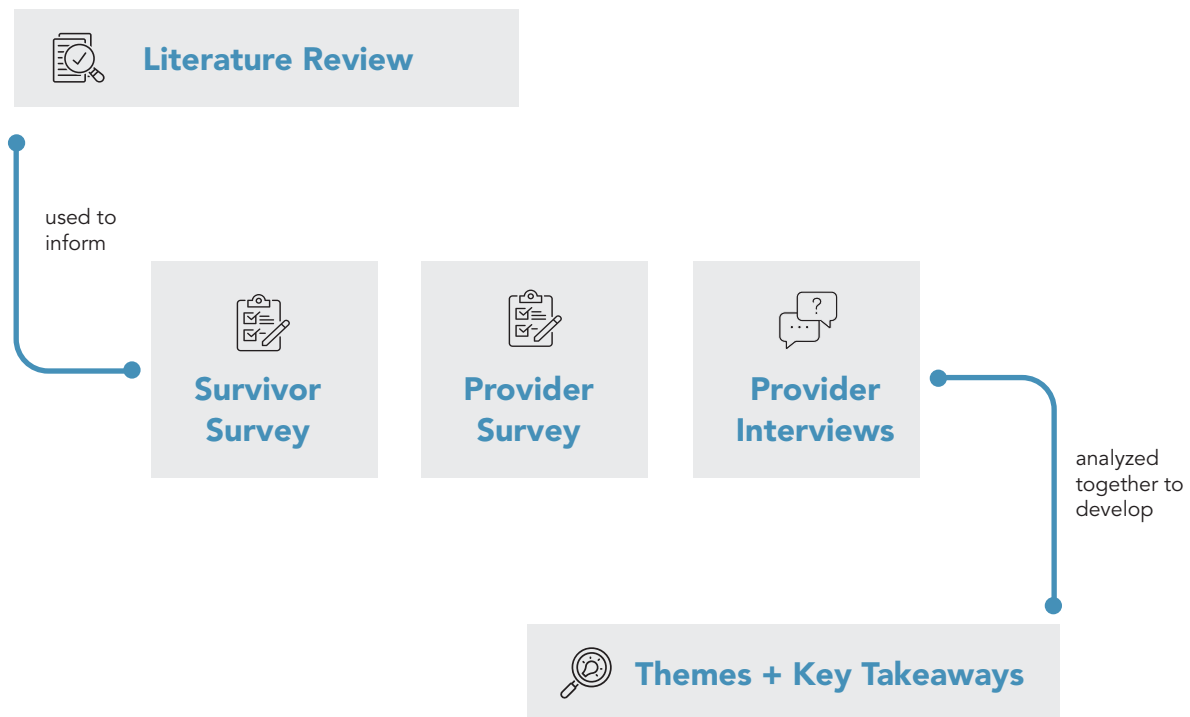 Literature Review
used to
inform
Survivor
Survey
Provider
Survey
?
Provider
Interviews
analyzed
together to
develop
Themes + Key Takeaways